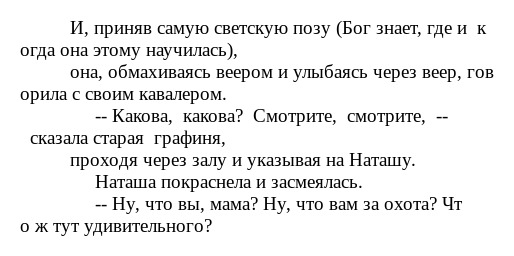 И, приняв самую светскую позу (Бог знает, где и  к
огда она этому научилась),
она, обмахиваясь веером и улыбаясь через веер, гов
орила с своим кавалером.
-- Какова,  какова?  Смотрите,  смотрите,  --
сказала старая  графиня,
проходя через залу и указывая на Наташу.
Наташа покраснела и засмеялась.
-- Ну, что вы, мама? Ну, что вам за охота? Чт
о ж тут удивительного?